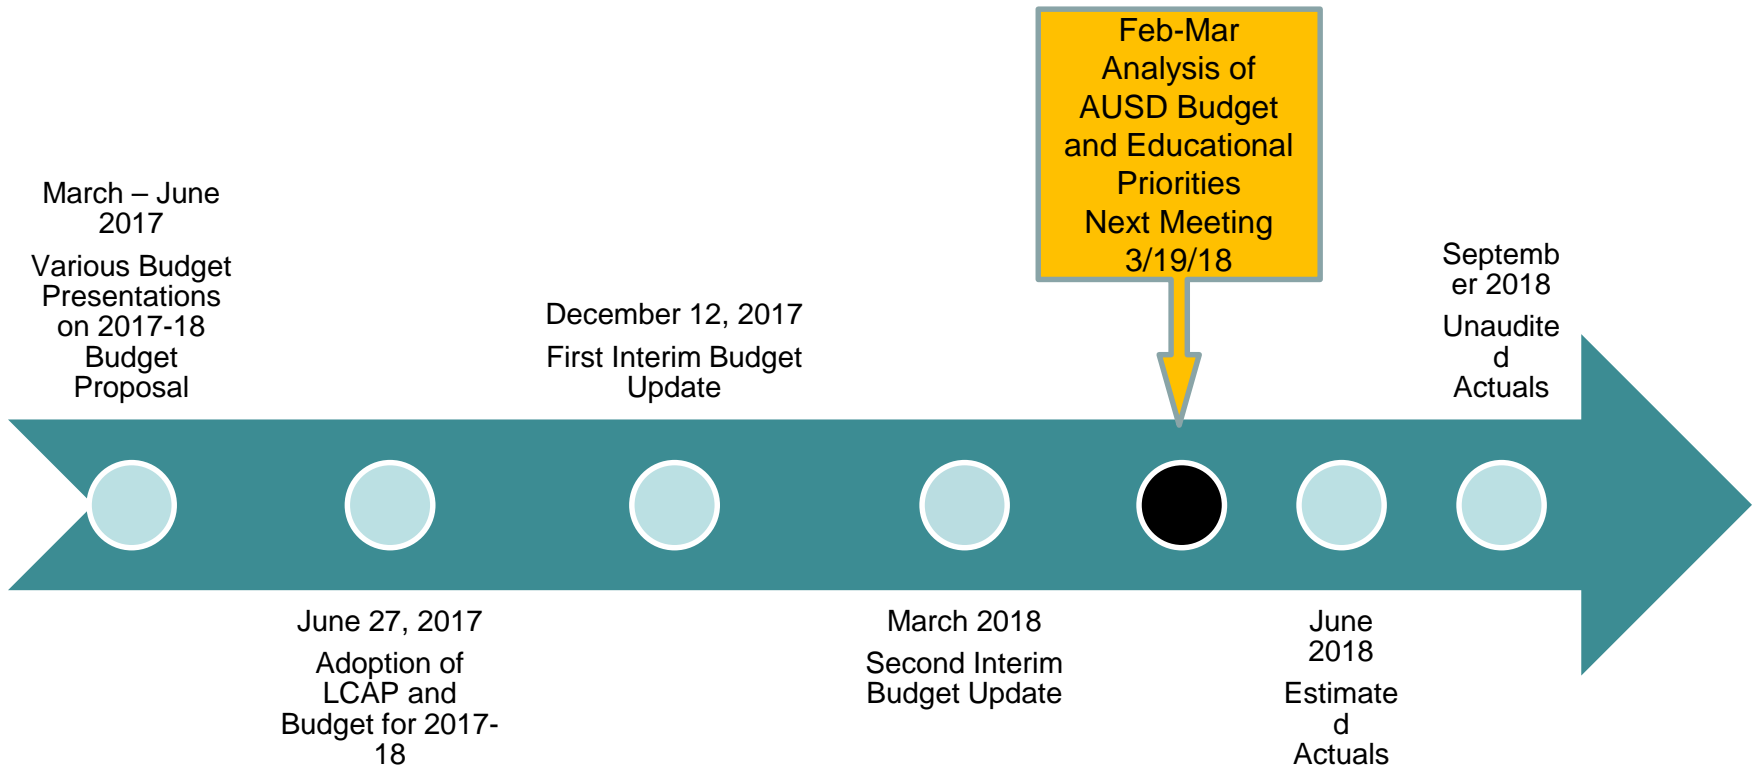 March – June
2017
Various Budget
Presentations
on 2017-18
Budget
Proposal
June 27, 2017
Adoption of
LCAP and
Budget for 2017-
18
December 12, 2017
First Interim Budget
Update
March 2018
Second Interim
Budget Update
Feb-Mar
Analysis of
AUSD Budget
and Educational
Priorities
Next Meeting
3/19/18
June
2018
Estimate
d
Actuals
Septemb
er 2018
Unaudite
d
Actuals